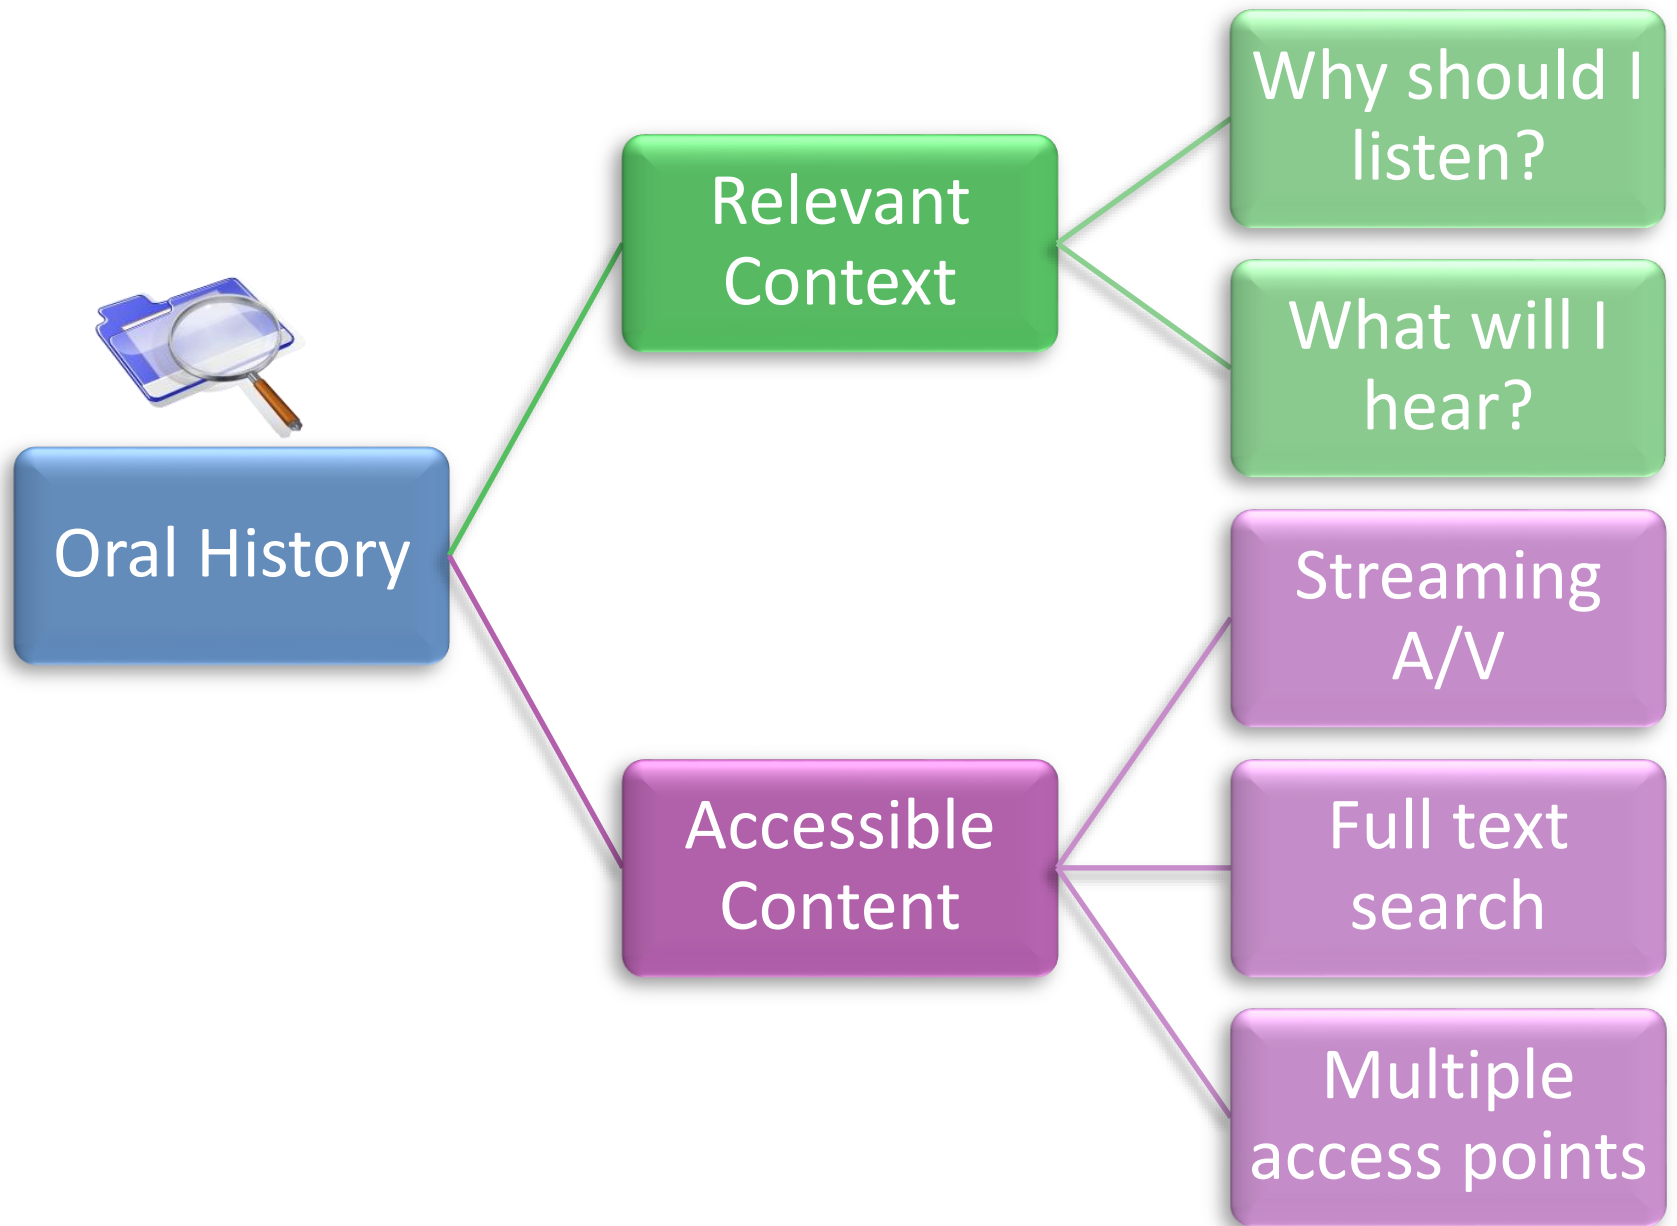 Oral History
Relevant
Context
Why should I
listen?
What will I
hear?
Accessible
Content
Streaming
A/V
Full text
search
Multiple
access points